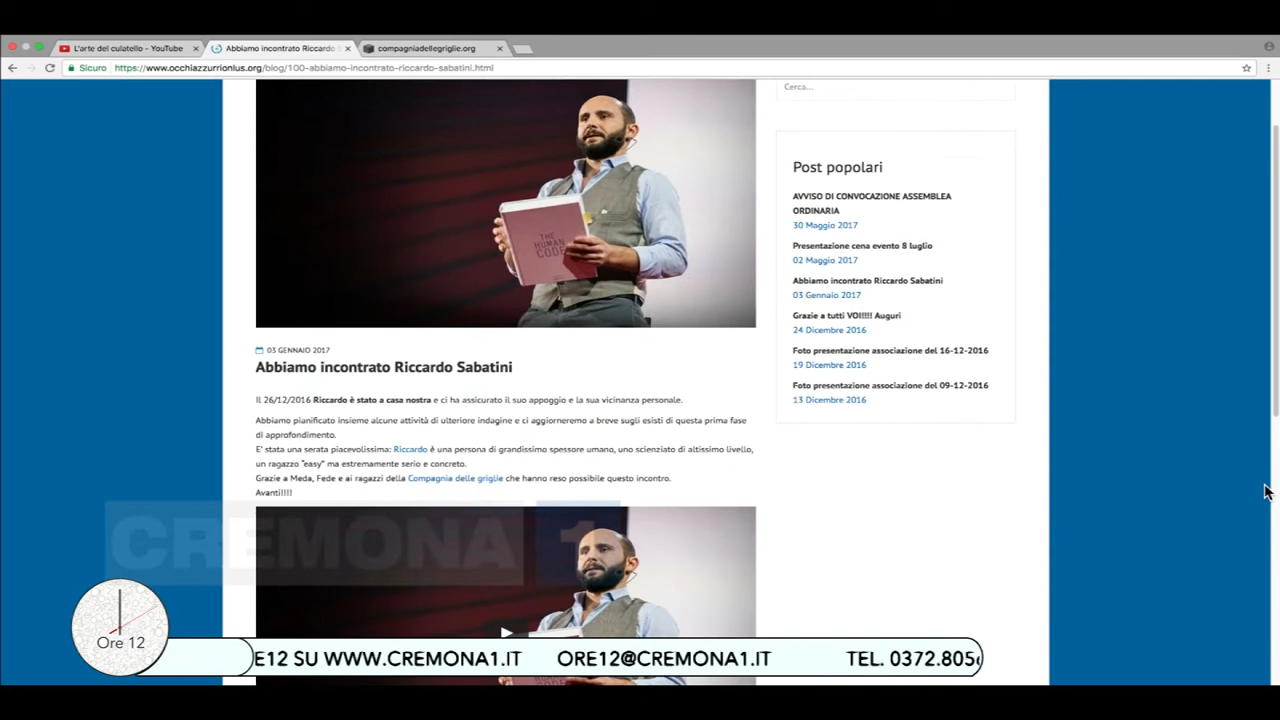 L'arte del culatello - YouTube
Abbiamo incontrato Riccardo S
compagniadellegriglie.org
Sicuro
https://www.occhiazzurrionlus.org/blog/100-abbiamo-incontrato-riccardo-sabatini.html
Cerca...
THE
HUMAN
CODE
Post popolari
AVVISO DI CONVOCAZIONE ASSEMBLEA
ORDINARIA
30 Maggio 2017
Presentazione cena evento 8 luglio
02 Maggio 2017
Abbiamo incontrato Riccardo Sabatini
03 Gennaio 2017
Grazie a tutti VOI!!!! Auguri
24 Dicembre 2016
Foto presentazione associazione del 16-12-2016
19 Dicembre 2016
Foto presentazione associazione del 09-12-2016
13 Dicembre 2016
03 GENNAIO 2017
Abbiamo incontrato Riccardo Sabatini
Il 26/12/2016 Riccardo è stato a casa nostra e ci ha assicurato il suo appoggio e la sua vicinanza personale.
Abbiamo pianificato insieme alcune attività di ulteriore indagine e ci aggiorneremo a breve sugli esisti di questa prima fase
di approfondimento.
E' stata una serata piacevolissima: Riccardo è una persona di grandissimo spessore umano, uno scienziato di altissimo livello,
un ragazzo "easy" ma estremamente serio e concreto.
Grazie a Meda, Fede e ai ragazzi della Compagnia delle griglie che hanno reso possibile questo incontro.
Avanti!!!!
CREMONA 1
Ore 12
E12 SU WWW.CREMONA1.IT ORE12@CREMONA1.IT TEL. 0372.805